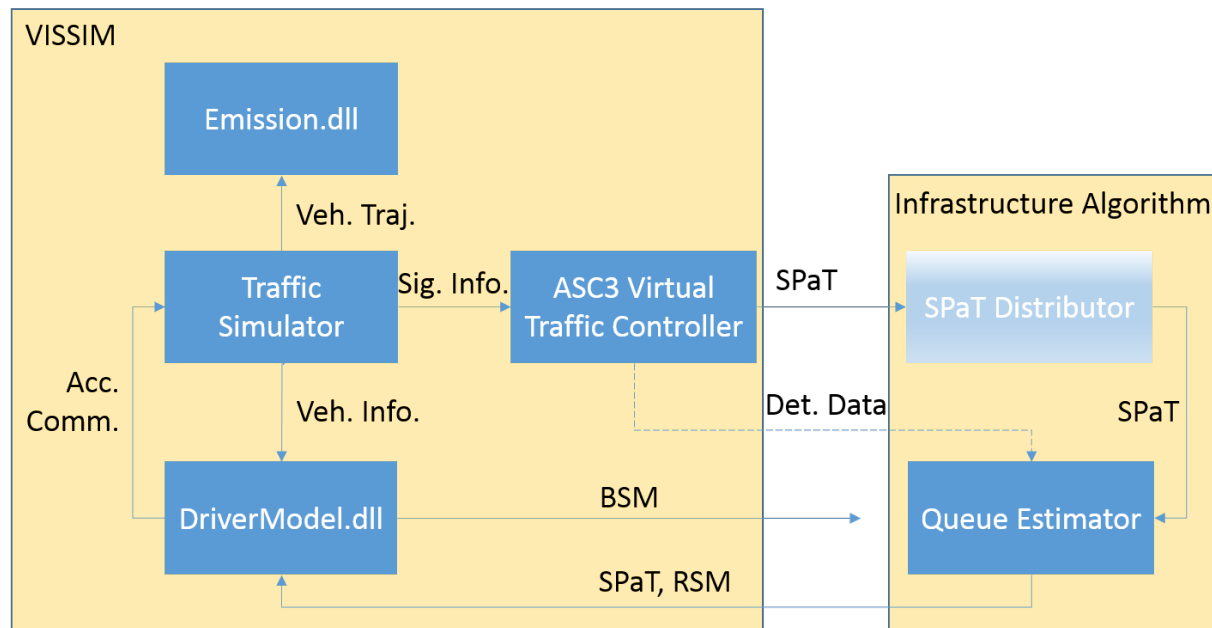 VISSIM
Emission.dll
Veh. Traj.
Infrastructure Algorithm
Traffic
Simulator
Sig. Info.
ASC3 Virtual
Traffic Controller
SPaT
SPaT Distributor
Acc.
Comm.
Veh. Info.
Det. Data
SPaT
DriverModel.dll
BSM
Queue Estimator
SPaT, RSM